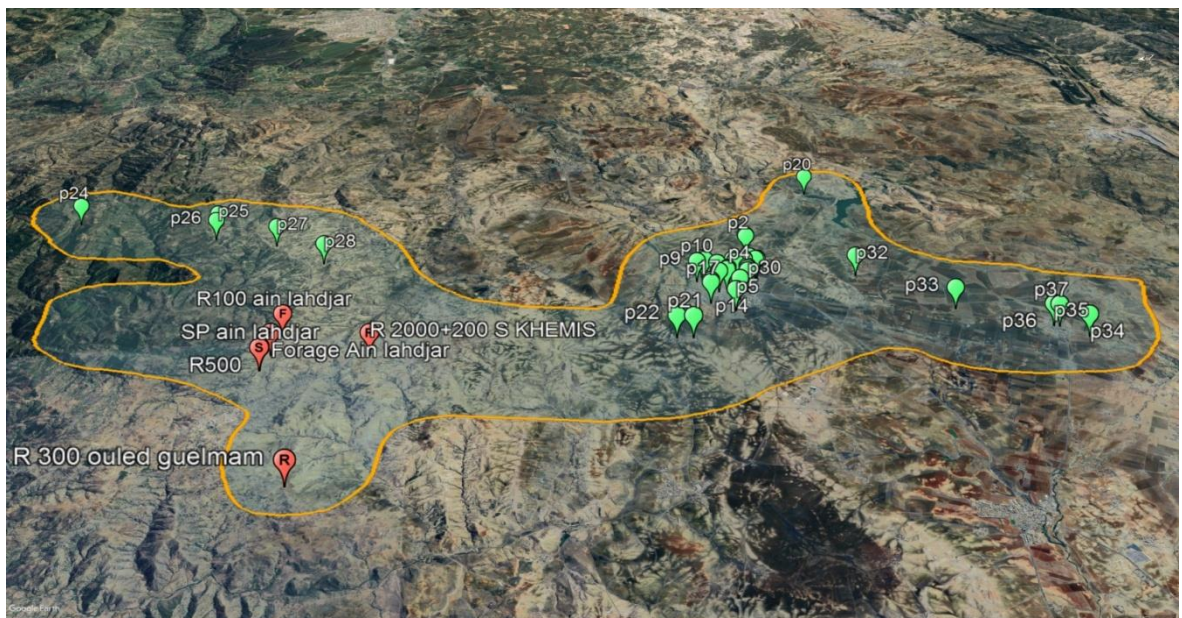 p20
p24
p2
p26
p25
p27
p28
p10
p4
p32
p9
p17
p30
p33
p5
p37
R100 ain lahdjar
F
p22
p21
p14
p36
p35
p34
SP ain lahdjar
R 2000+200 S KHEMIS
S
Forage Ain lahdjar
R500
R 300 ouled guelmam
R
Google Earth